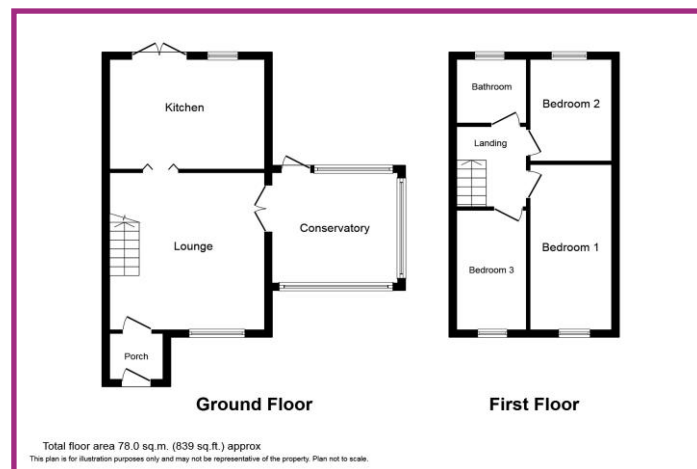 Kitchen
Lounge
Conservatory
Porch
Bathroom
Bedroom 2
Landing
Bedroom 1
Bedroom 3
Ground Floor
First Floor
Total floor area 78.0 sq.m. (839 sq.ft.) approx
This plan is for illustration purposes only and may not be representative of the property. Plan not to scale.